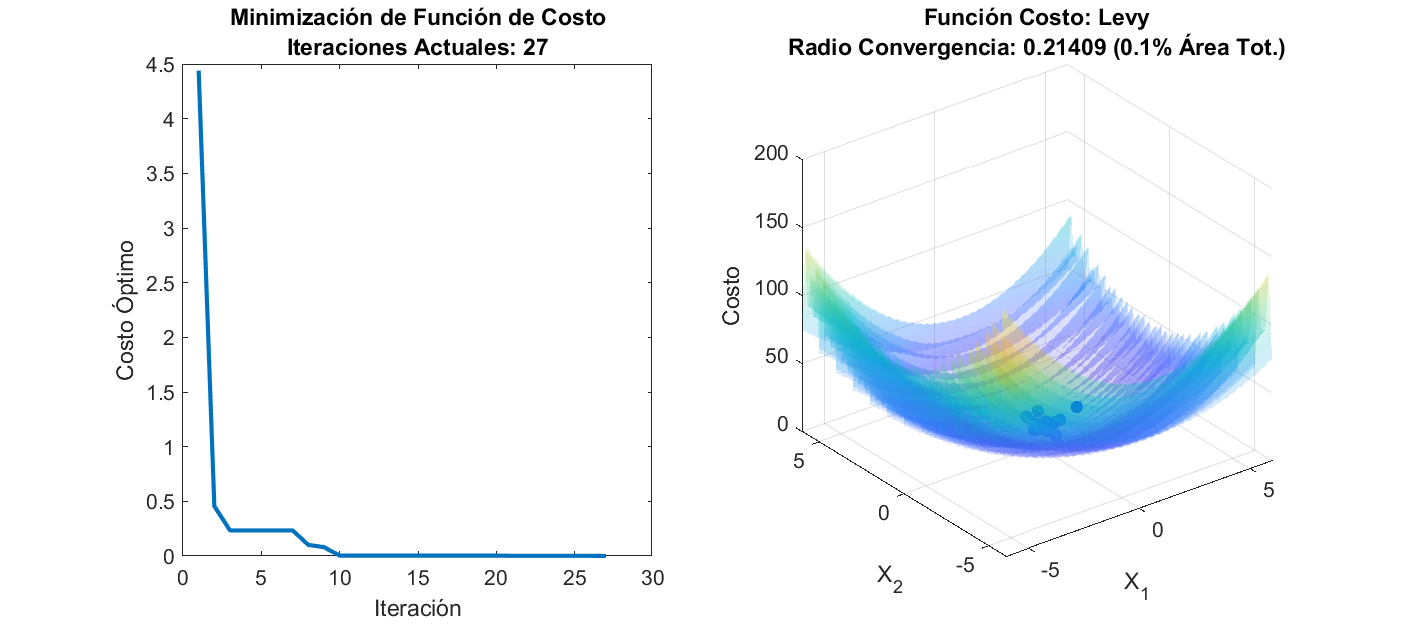 Minimización de Función de Costo
Iteraciones Actuales: 27
4.5
4
3.5
3
2.5
2
1.5
1
0.5
0
Costo Óptimo
0 5 10 15 20 25 30
Iteración
Función Costo: Levy
Radio Convergencia: 0.21409 (0.1% Área Tot.)
200
150
100
50
0
Costo
5
0
-5
X_2
-5
0
5
X_1